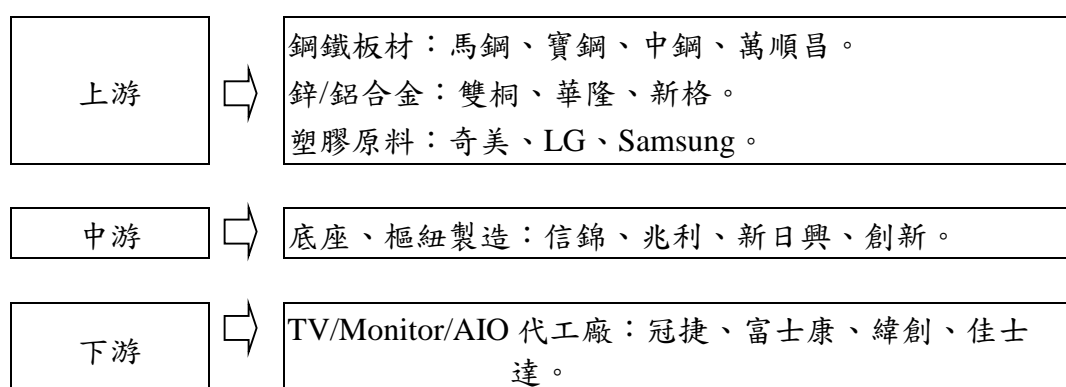 上游
鋼鐵板材：馬鋼、寶鋼、中鋼、萬順昌。
鋅/鋁合金：雙桐、華隆、新格。
塑膠原料：奇美、LG、Samsung。
中游
底座、樞紐製造：信錦、兆利、新日興、創新。
下游
TV/Monitor/AIO 代工廠：冠捷、富士康、緯創、佳士
達。